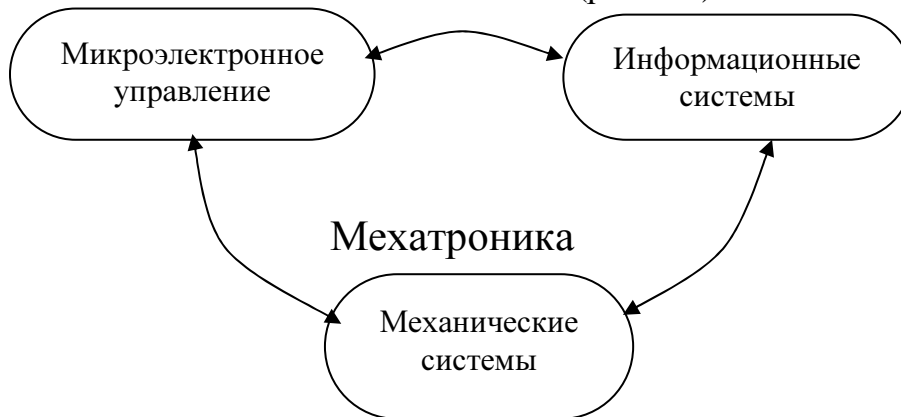 Микроэлектронное
управление
Информационные
системы
Мехатроника
Механические
системы